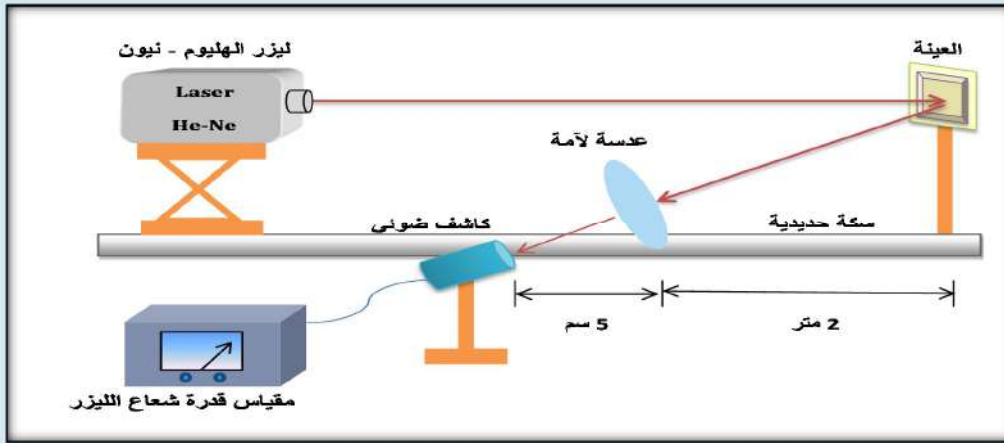 ليزر الهليوم - نيون
العينة
Laser
He-Ne
عدسة لآمة
كاشف ضوئي
سكة حديدية
5 سم
2 متر
مقياس قدرة شعاع الليزر